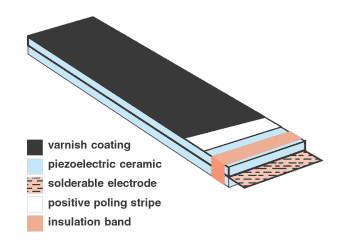 varnish coating
piezoelectric ceramic
solderable electrode
positive poling stripe
insulation band